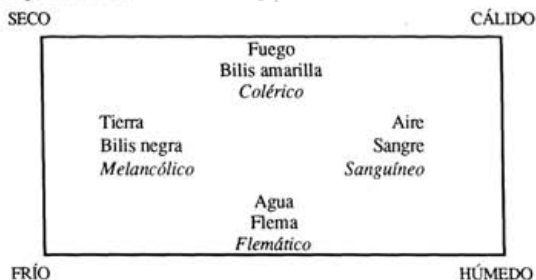 SECO CÁLIDO
Fuego
Bilis amarilla
Colérico
Tierra Aire
Bilis negra Sangre
Melancólico Sanguíneo
Agua
Flema
Flemático
FRÍO HÚMEDO